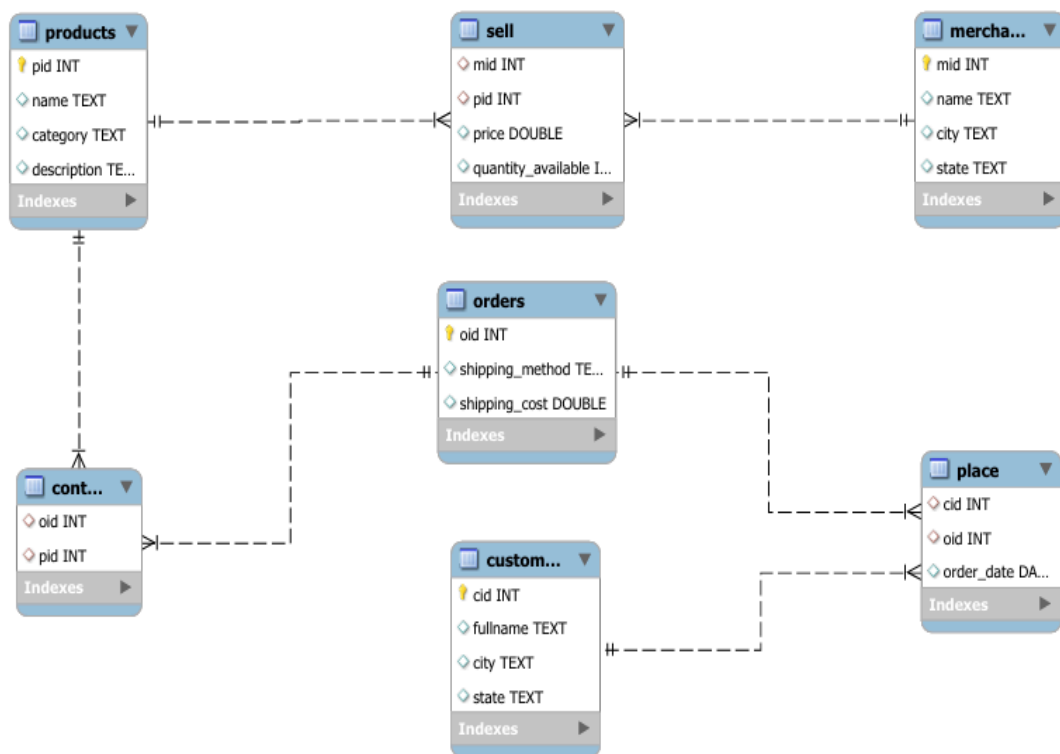 products
pid INT
name TEXT
category TEXT
description TE...
Indexes
sell
mid INT
pid INT
price DOUBLE
quantity_available I...
Indexes
mercha...
mid INT
name TEXT
city TEXT
state TEXT
Indexes
orders
oid INT
shipping_method TE...
shipping_cost DOUBLE
Indexes
cont...
oid INT
pid INT
Indexes
custom...
cid INT
fullname TEXT
city TEXT
state TEXT
Indexes
place
cid INT
oid INT
order_date DA...
Indexes